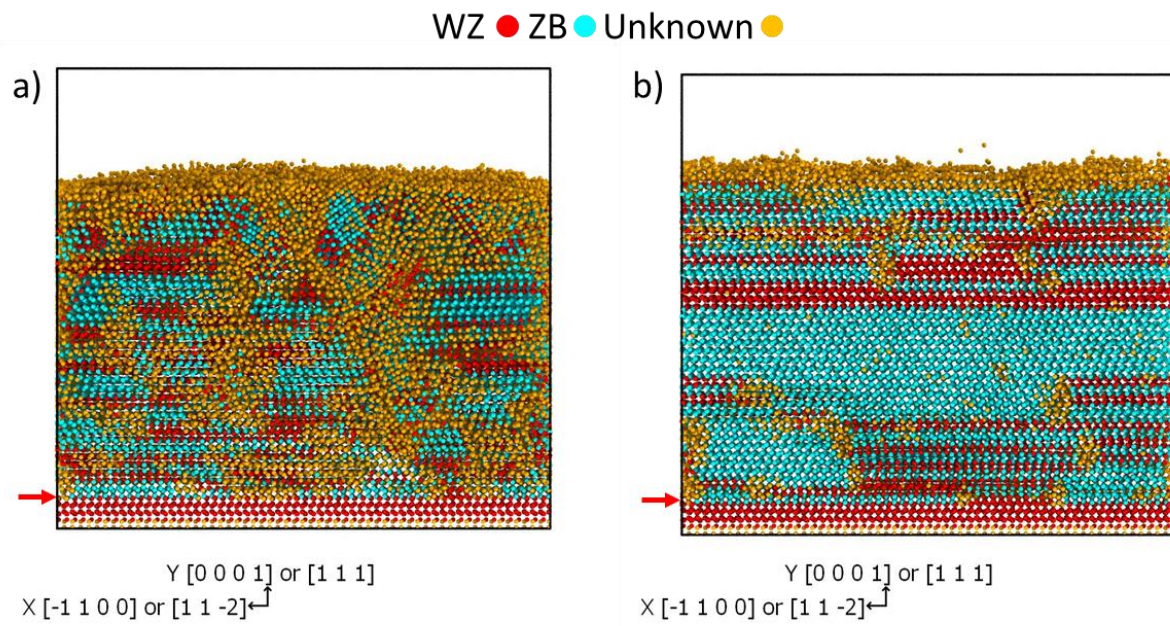 WZ ZB Unknown
a)
b)
Y [0 0 0 1] or [1 1 1]
X [-1 1 0 0] or [1 1 -2]
Y [0 0 0 1] or [1 1 1]
X [-1 1 0 0] or [1 1 -2]